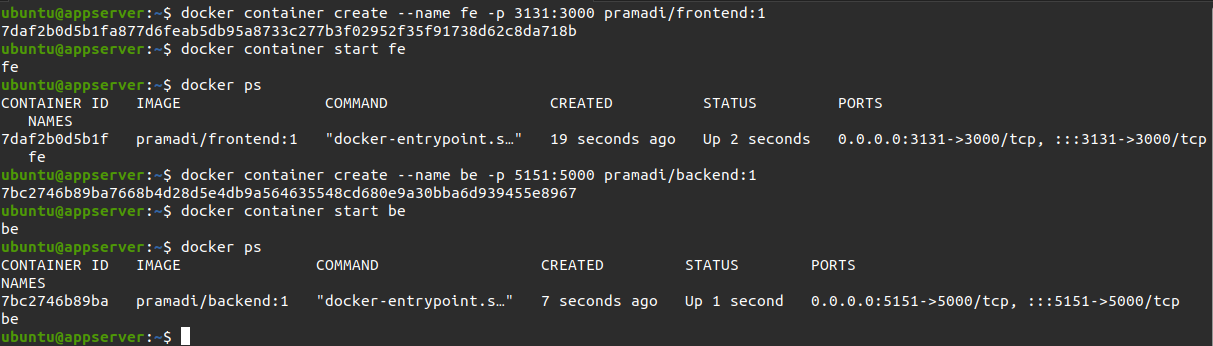 ubuntu@appserver:~$ docker container create --name fe -p 3131:3000 pramadi/frontend:1
7daf2b0d5b1fa877d6feab5db95a8733c277b3f02952f35f91738d62c8da718b
ubuntu@appserver:~$ docker container start fe
fe
ubuntu@appserver:~$ docker ps
CONTAINER ID   IMAGE                COMMAND                  CREATED          STATUS         PORTS
   NAMES
7daf2b0d5b1f   pramadi/frontend:1   "docker-entrypoint.s…"   19 seconds ago   Up 2 seconds   0.0.0.0:3131->3000/tcp, :::3131->3000/tcp
   fe
ubuntu@appserver:~$ docker container create --name be -p 5151:5000 pramadi/backend:1
7bc2746b89ba7668b4d28d5e4db9a564635548cd680e9a30bba6d939455e8967
ubuntu@appserver:~$ docker container start be
be
ubuntu@appserver:~$ docker ps
CONTAINER ID   IMAGE               COMMAND                  CREATED         STATUS        PORTS
NAMES
7bc2746b89ba   pramadi/backend:1   "docker-entrypoint.s…"   7 seconds ago   Up 1 second   0.0.0.0:5151->5000/tcp, :::5151->5000/tcp
be
ubuntu@appserver:~$